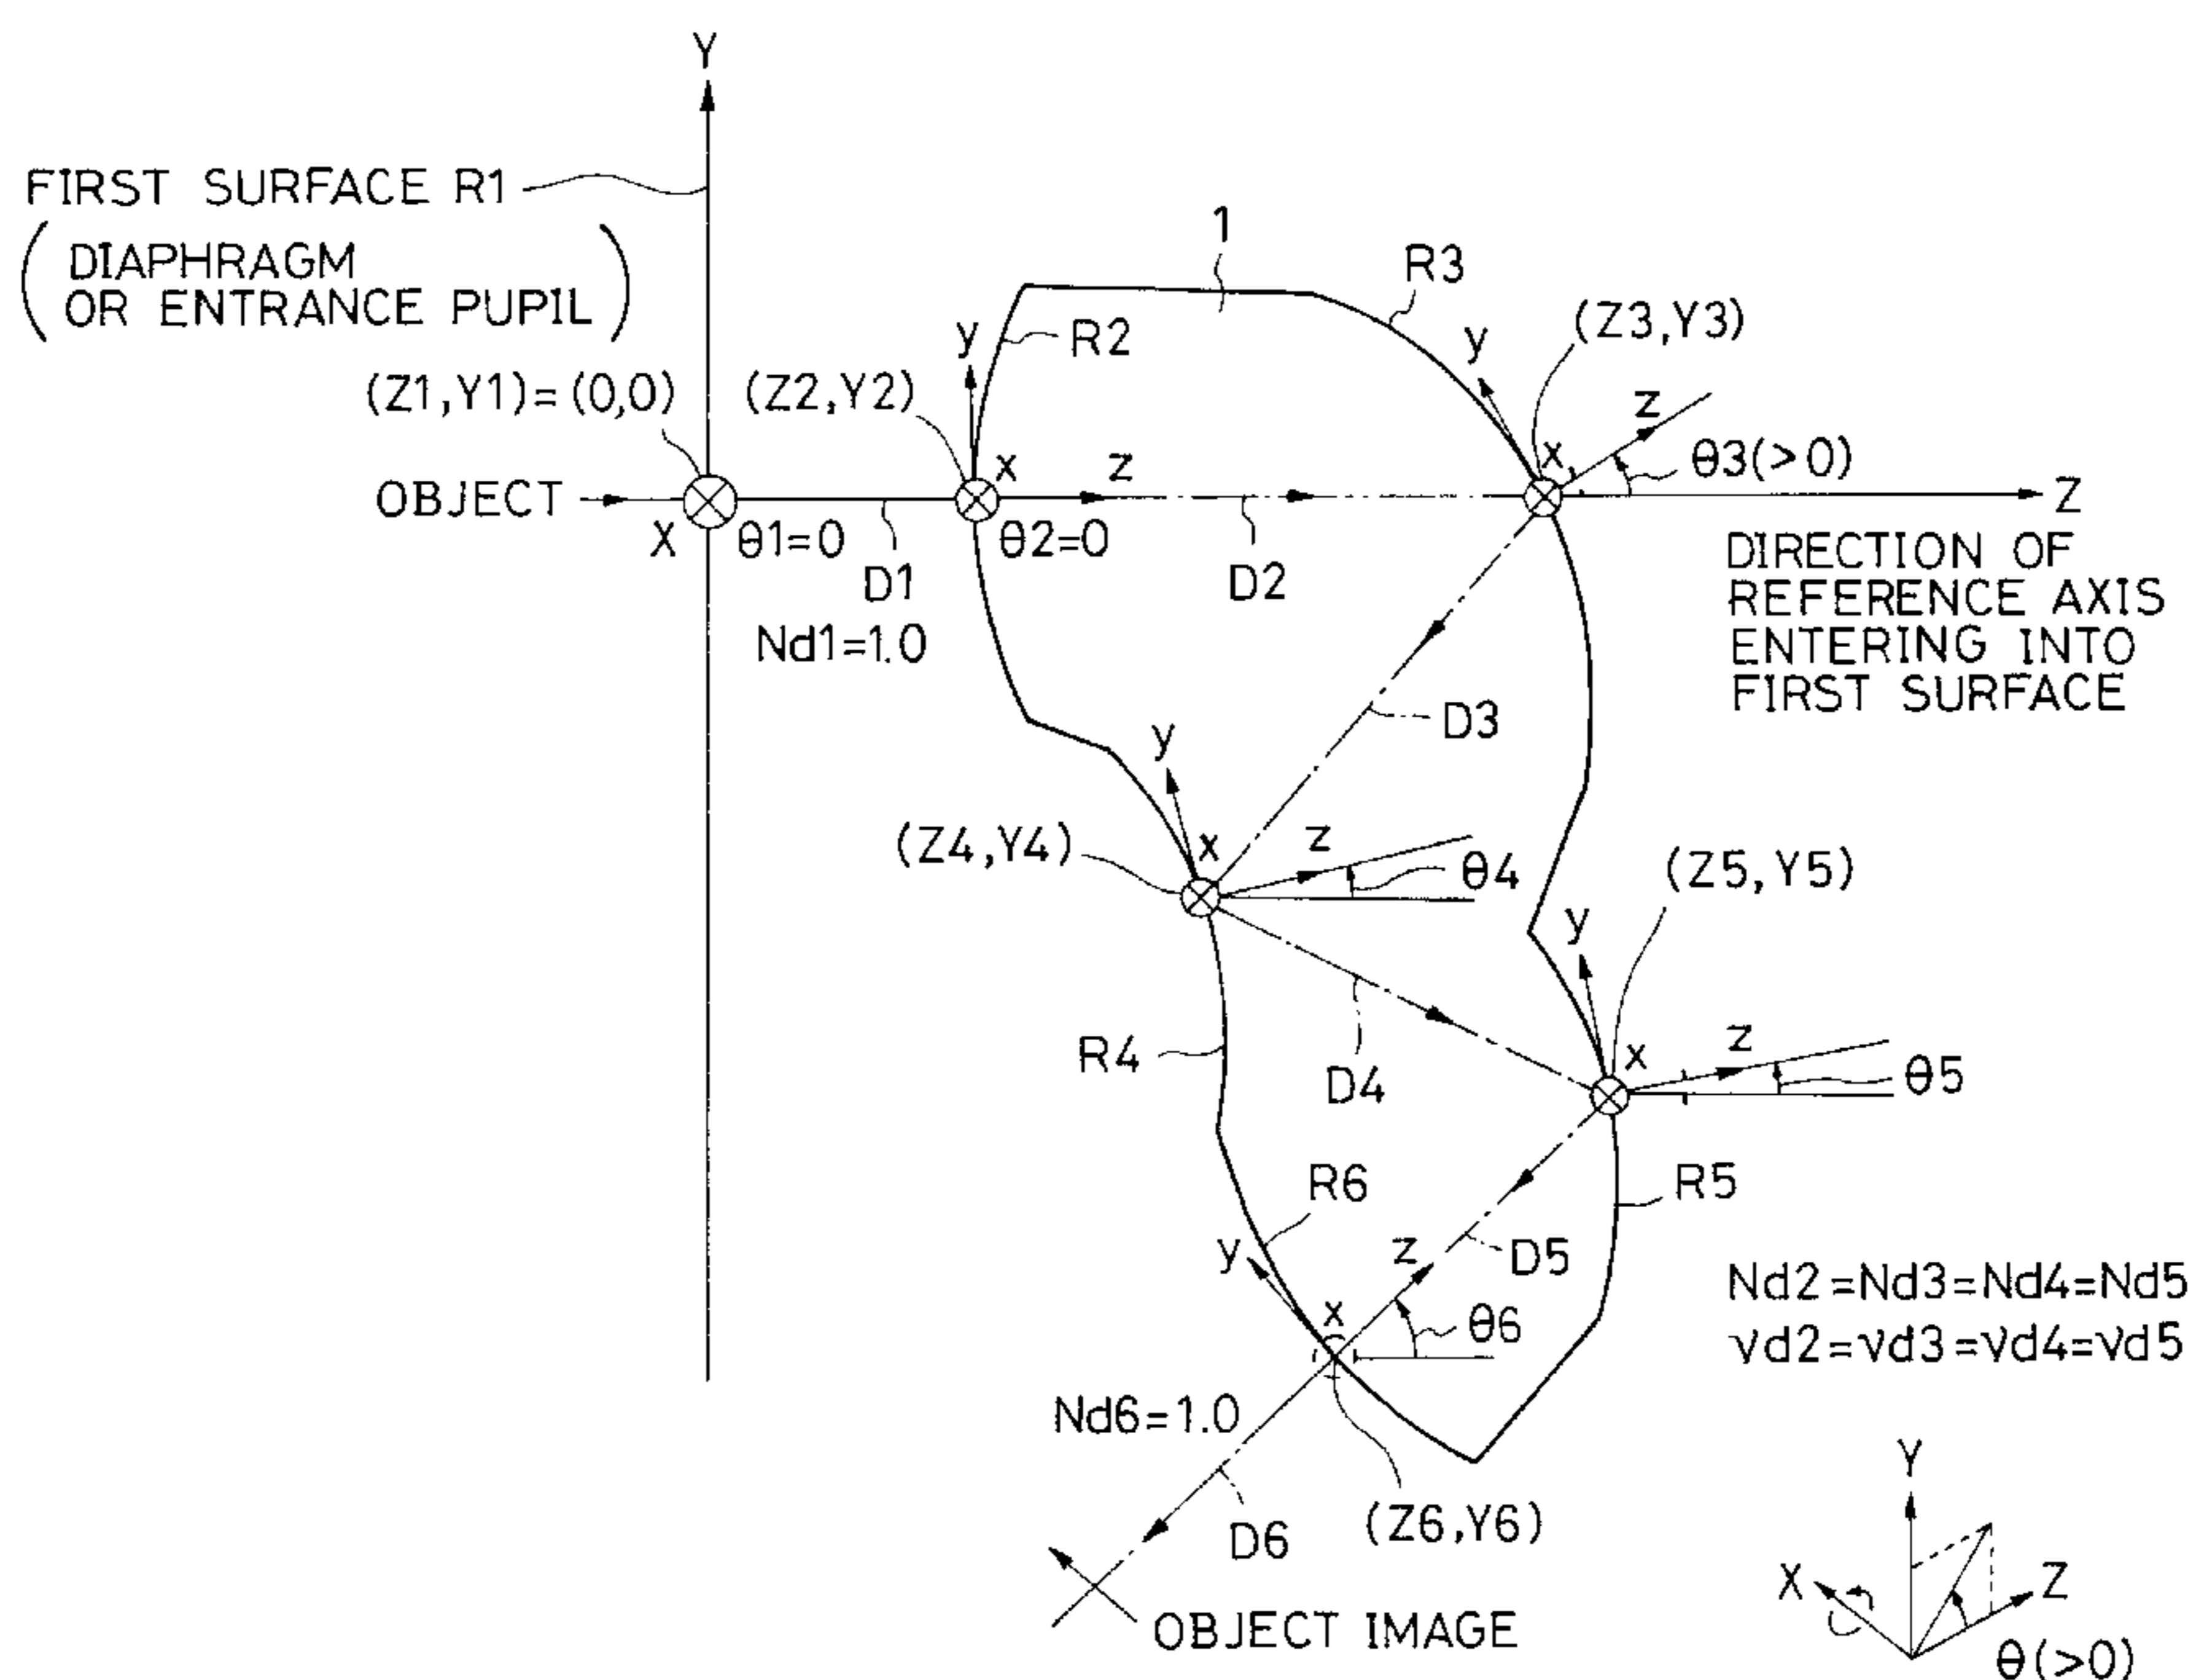 Y
FIRST SURFACE R1
(DIAPHRAGM
OR ENTRANCE PUPIL)
1
R3
R2
y
y
(Z3,Y3)
(Z1,Y1)=(0,0)
(Z2,Y2)
z
x
z
x
θ3(>0)
OBJECT
Z
X
θ1=0
θ2=0
D1
D2
DIRECTION OF
REFERENCE AXIS
ENTERING INTO
FIRST SURFACE
Nd1=1.0
D3
y
(Z4,Y4)
x
z
θ4
(Z5,Y5)
y
R4
D4
x
z
θ5
R6
R5
y
z
D5
x
θ6
Nd2=Nd3=Nd4=Nd5
νd2=νd3=νd4=νd5
Nd6=1.0
D6
(Z6,Y6)
OBJECT IMAGE
Y
X
Z
θ(>0)